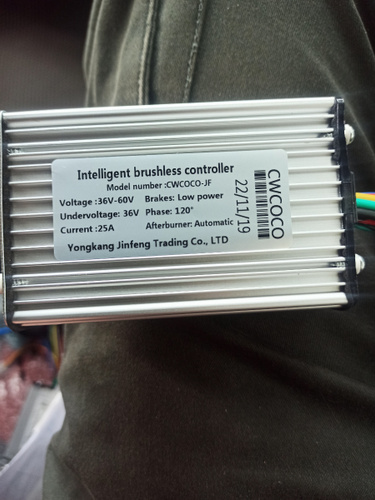 Intelligent brushless controller
Model number :CWCOCO-JF
Voltage :36V-60V Brakes: Low power
Undervoltage: 36V Phase: 120°
Current :25A Afterburner: Automatic
Yongkang Jinfeng Trading Co., LTD
22/11/19
CWCOCO